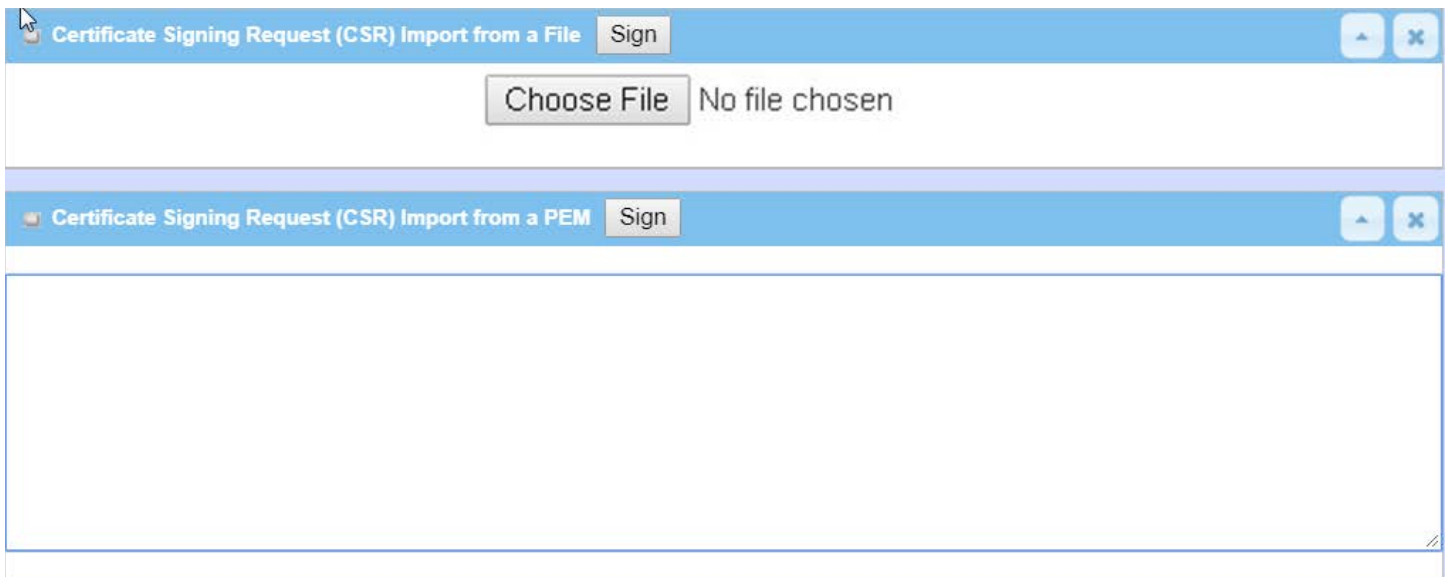 Certificate Signing Request (CSR) Import from a File Sign
Choose File No file chosen
Certificate Signing Request (CSR) Import from a PEM Sign